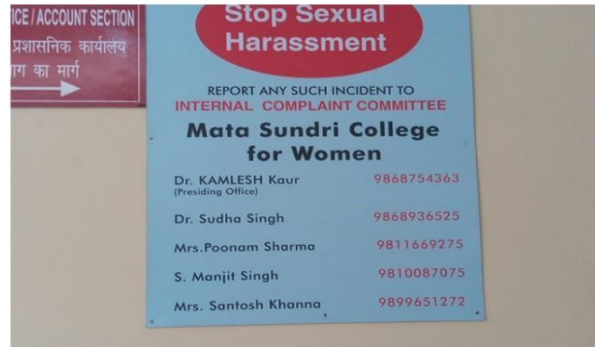 ICE / ACCOUNT SECTION
प्रशासनिक कार्यालय
ाग का मार्ग
Stop Sexual
Harassment
REPORT ANY SUCH INCIDENT TO
INTERNAL COMPLAINT COMMITTEE
Mata Sundri College
for Women
Dr. KAMLESH Kaur 9868754363
(Presiding Office)
Dr. Sudha Singh 9868936525
Mrs.Poonam Sharma 9811669275
S. Manjit Singh 9810087075
Mrs. Santosh Khanna 9899651272